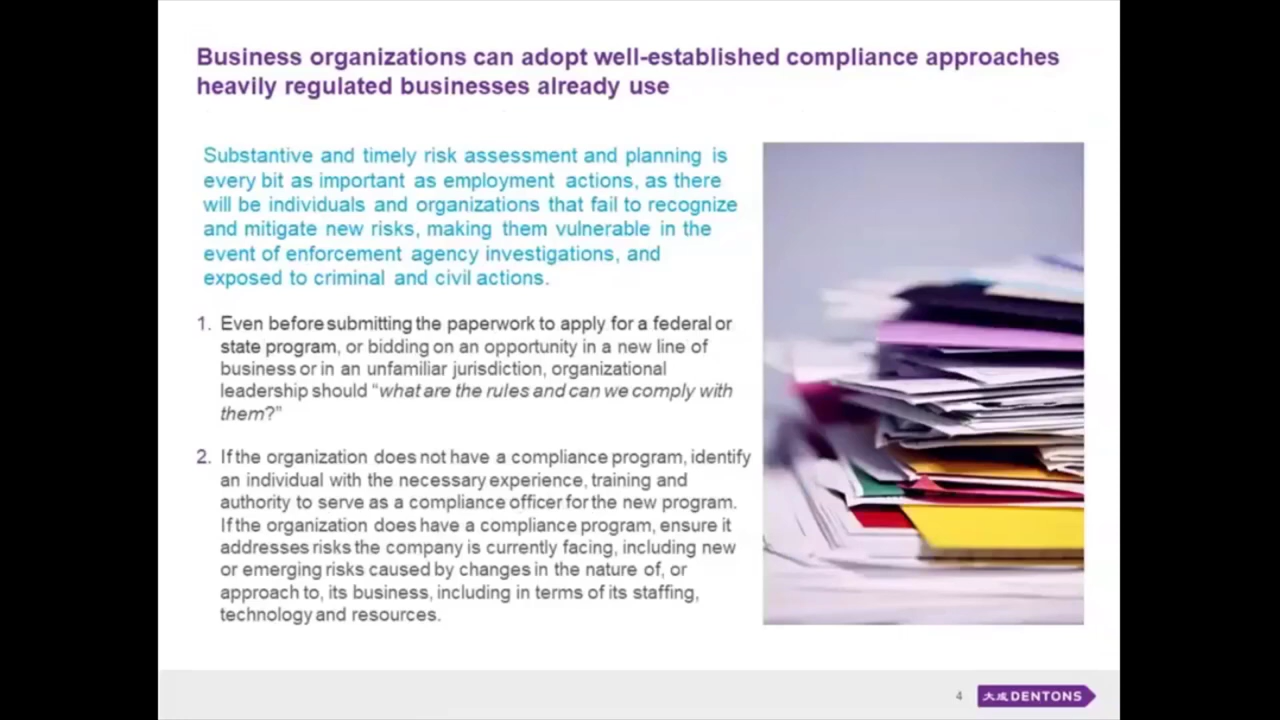 Business organizations can adopt well-established compliance approaches
heavily regulated businesses already use
Substantive and timely risk assessment and planning is
every bit as important as employment actions, as there
will be individuals and organizations that fail to recognize
and mitigate new risks, making them vulnerable in the
event of enforcement agency investigations, and
exposed to criminal and civil actions.
1. Even before submitting the paperwork to apply for a federal or
state program, or bidding on an opportunity in a new line of
business or in an unfamiliar jurisdiction, organizational
leadership should “what are the rules and can we comply with
them?”
2. If the organization does not have a compliance program, identify
an individual with the necessary experience, training and
authority to serve as a compliance officer for the new program.
If the organization does have a compliance program, ensure it
addresses risks the company is currently facing, including new
or emerging risks caused by changes in the nature of, or
approach to, its business, including in terms of its staffing,
technology and resources.
4
大成 DENTONS